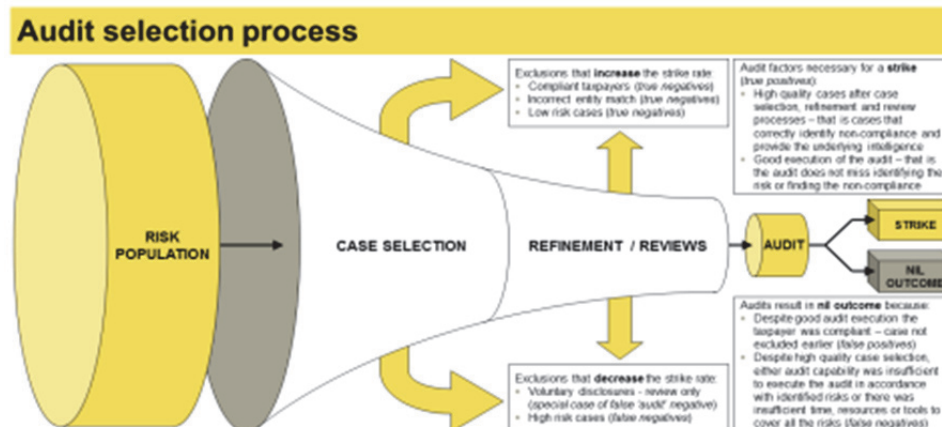 Audit selection process
Exclusions that increase the strike rate:
• Compliant taxpayers (true negatives)
• Incorrect entity match (true negatives)
• Low risk cases (true negatives)
Audit factors necessary for a strike
(true positives):
• High quality cases after case
selection, refinement and review
processes – that is cases that
correctly identify non-compliance and
provide the underlying intelligence
• Good execution of the audit – that is
the audit does not miss identifying the
risk or finding the non-compliance
RISK
POPULATION
CASE SELECTION
REFINEMENT / REVIEWS
AUDIT
STRIKE
NIL
OUTCOME
Exclusions that decrease the strike rate:
• Voluntary disclosures - review only
(special case of false 'audit' negative)
• High risk cases (false negatives)
Audits result in nil outcome because:
• Despite good audit execution the
taxpayer was compliant – case not
excluded earlier (false positives)
• Despite high quality case selection,
either audit capability was insufficient
to execute the audit in accordance
with identified risks or there was
insufficient time, resources or tools to
cover all the risks (false negatives)